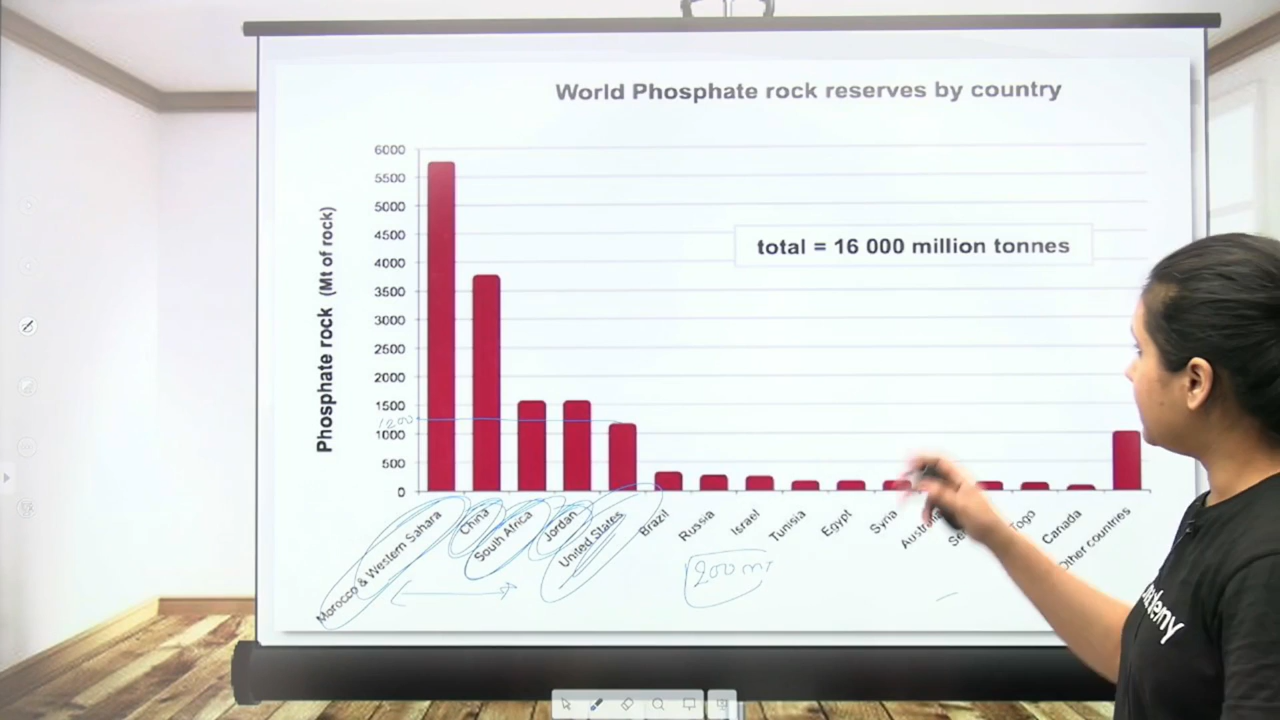 World Phosphate rock reserves by country
6000
5500
5000
4500
4000
3500
3000
2500
2000
1500
1000
500
0
1200
Phosphate rock (Mt of rock)
total = 16 000 million tonnes
Morocco & Western Sahara
China
South Africa
Jordan
United States
Brazil
Russia
Israel
Tunisia
Egypt
Syria
Togo
Canada
Other countries